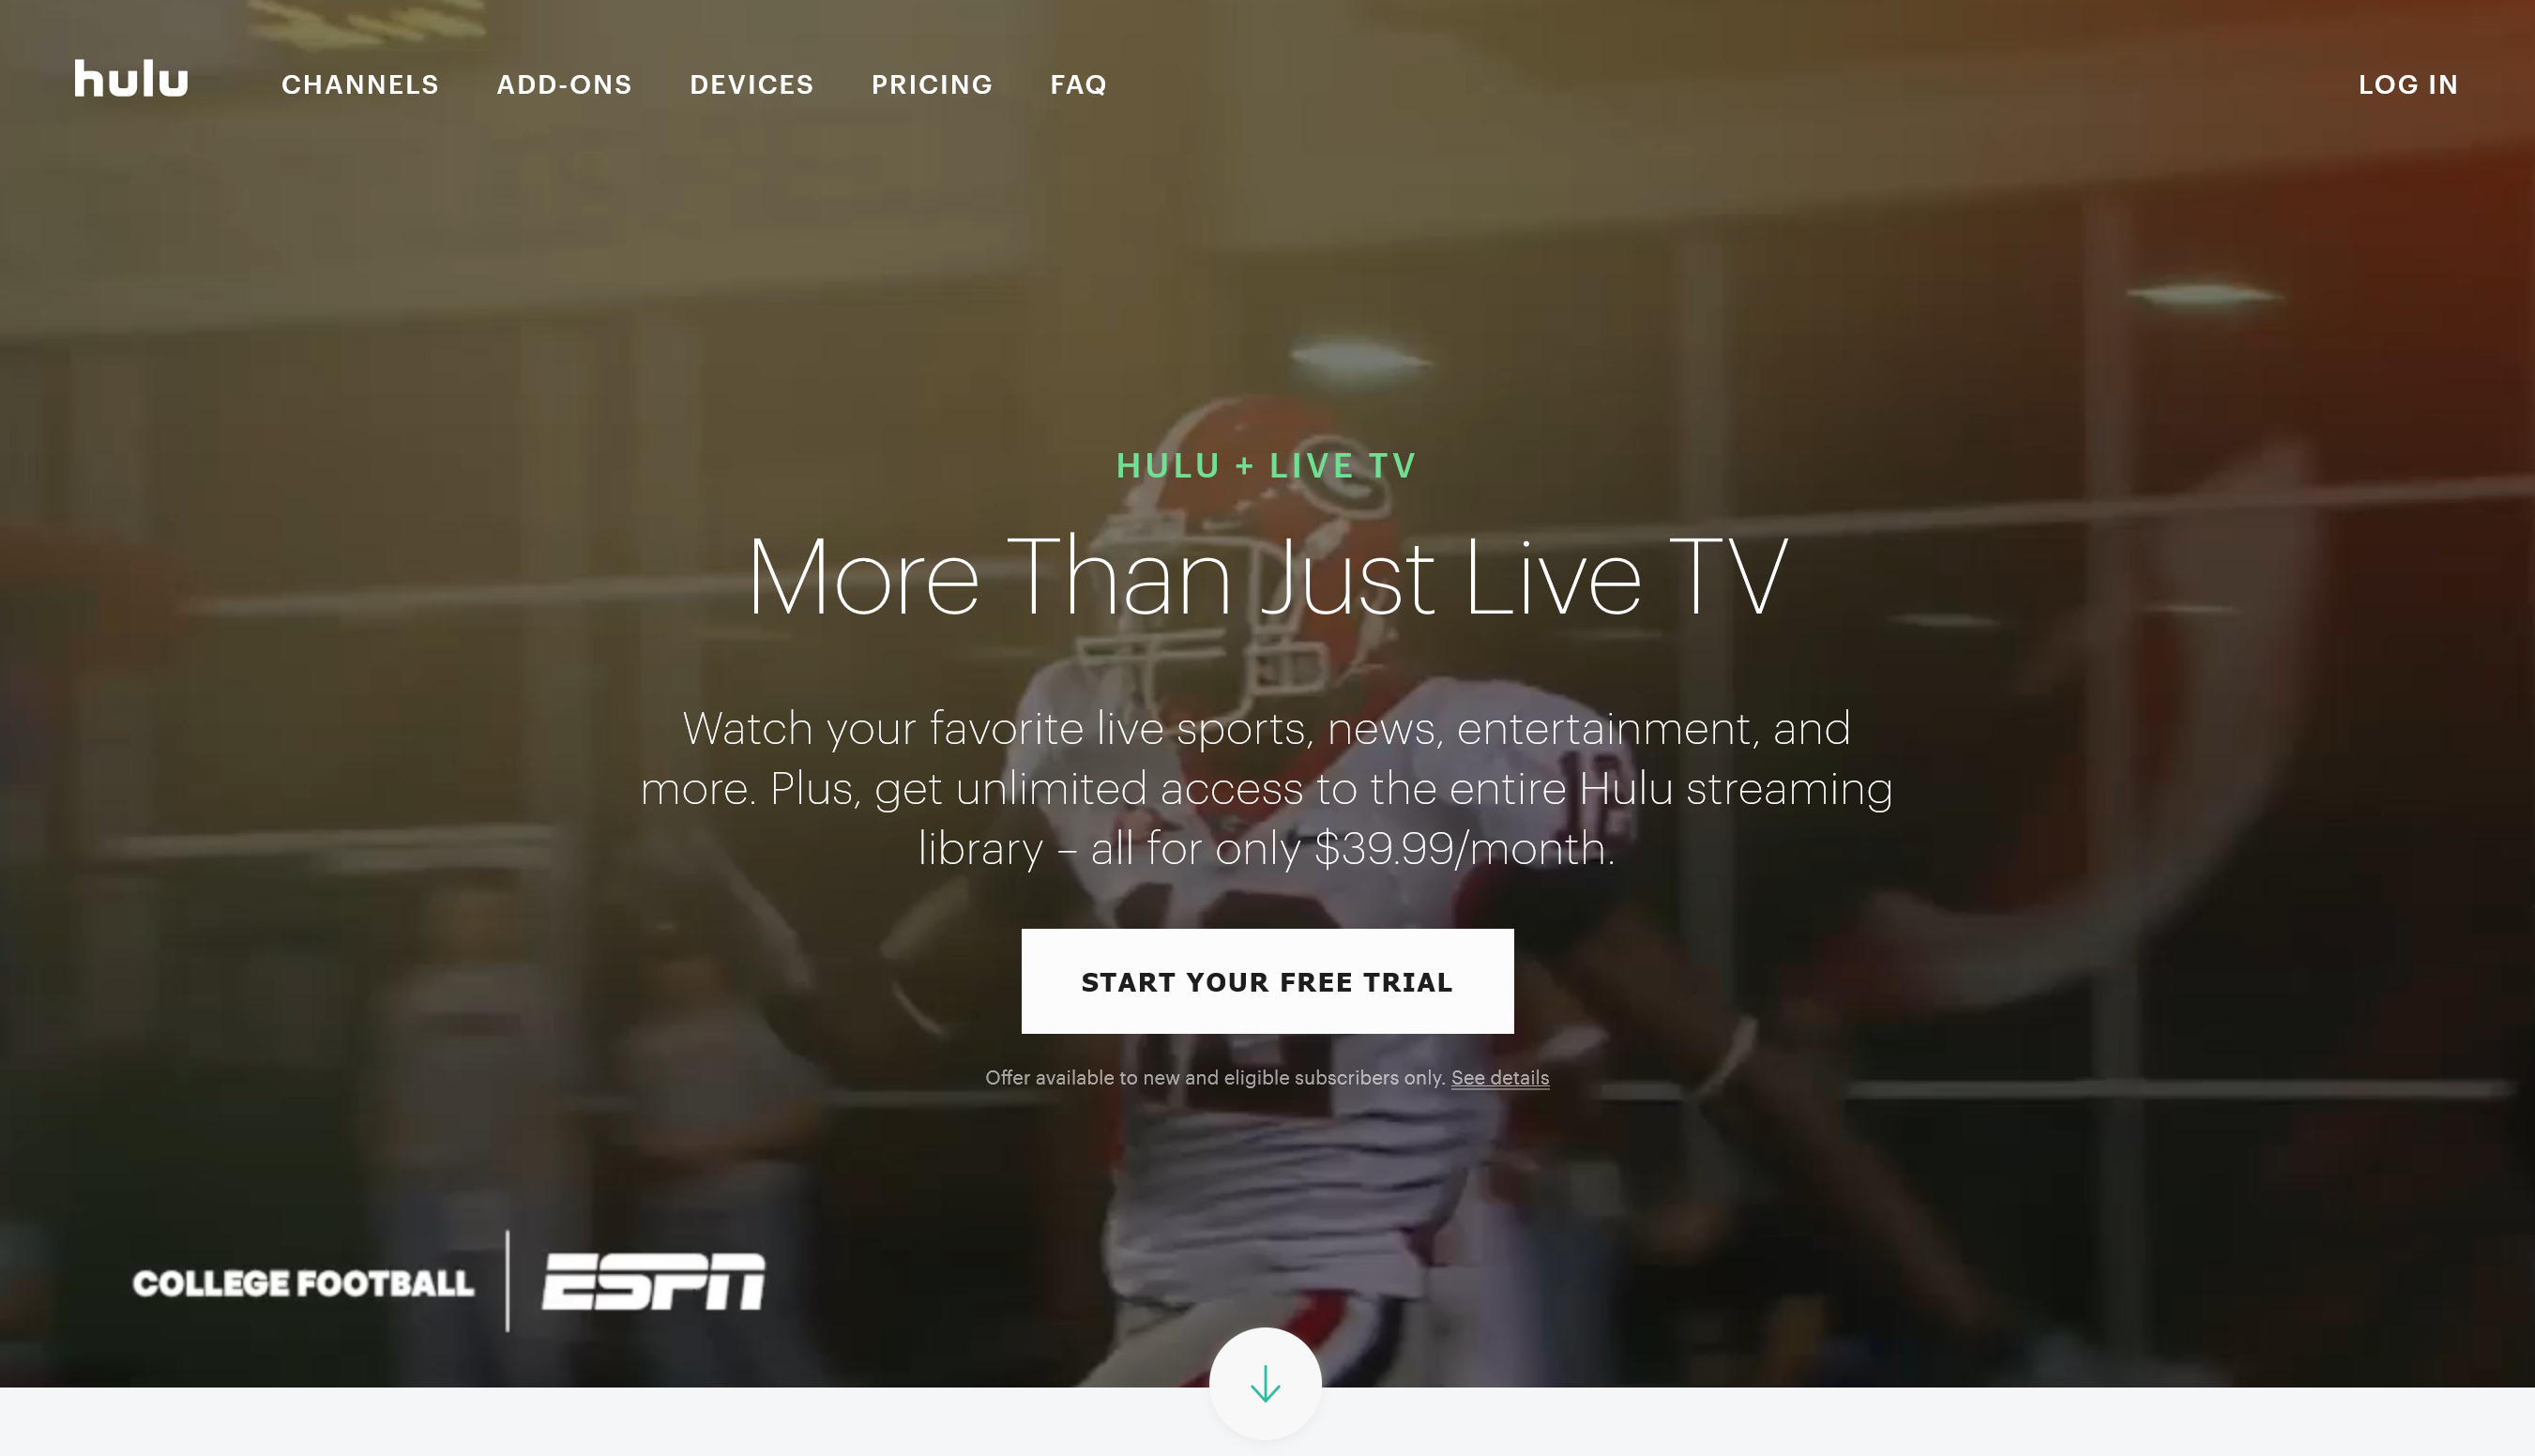 hulu
CHANNELS
ADD-ONS
DEVICES
PRICING
FAQ
LOG IN
HULU + LIVE TV
More Than Just Live TV
Watch your favorite live sports, news, entertainment, and
more. Plus, get unlimited access to the entire Hulu streaming
library – all for only $39.99/month.
START YOUR FREE TRIAL
Offer available to new and eligible subscribers only. See details
COLLEGE FOOTBALL
ESPN